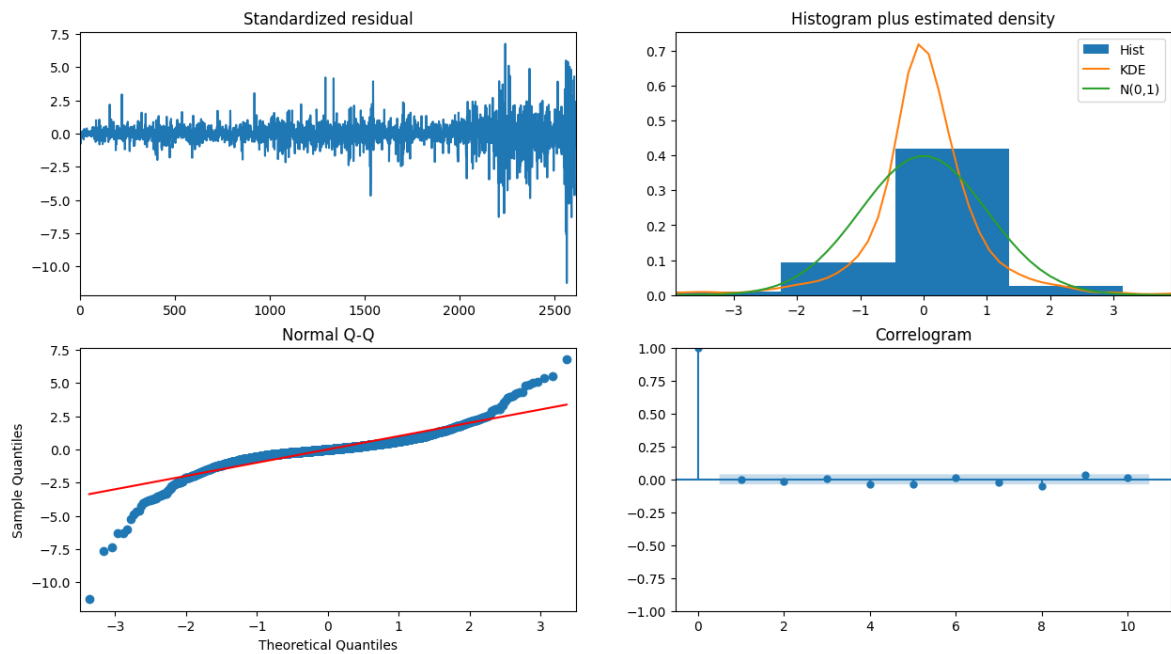 Standardized residual
7.5
5.0
2.5
0.0
−2.5
−5.0
−7.5
−10.0
0 500 1000 1500 2000 2500
Histogram plus estimated density
Hist
KDE
N(0,1)
0.7
0.6
0.5
0.4
0.3
0.2
0.1
0.0
−3 −2 −1 0 1 2 3
Normal Q-Q
Sample Quantiles
7.5
5.0
2.5
0.0
−2.5
−5.0
−7.5
−10.0
−3 −2 −1 0 1 2 3
Theoretical Quantiles
Correlogram
1.00
0.75
0.50
0.25
0.00
−0.25
−0.50
−0.75
−1.00
0 2 4 6 8 10